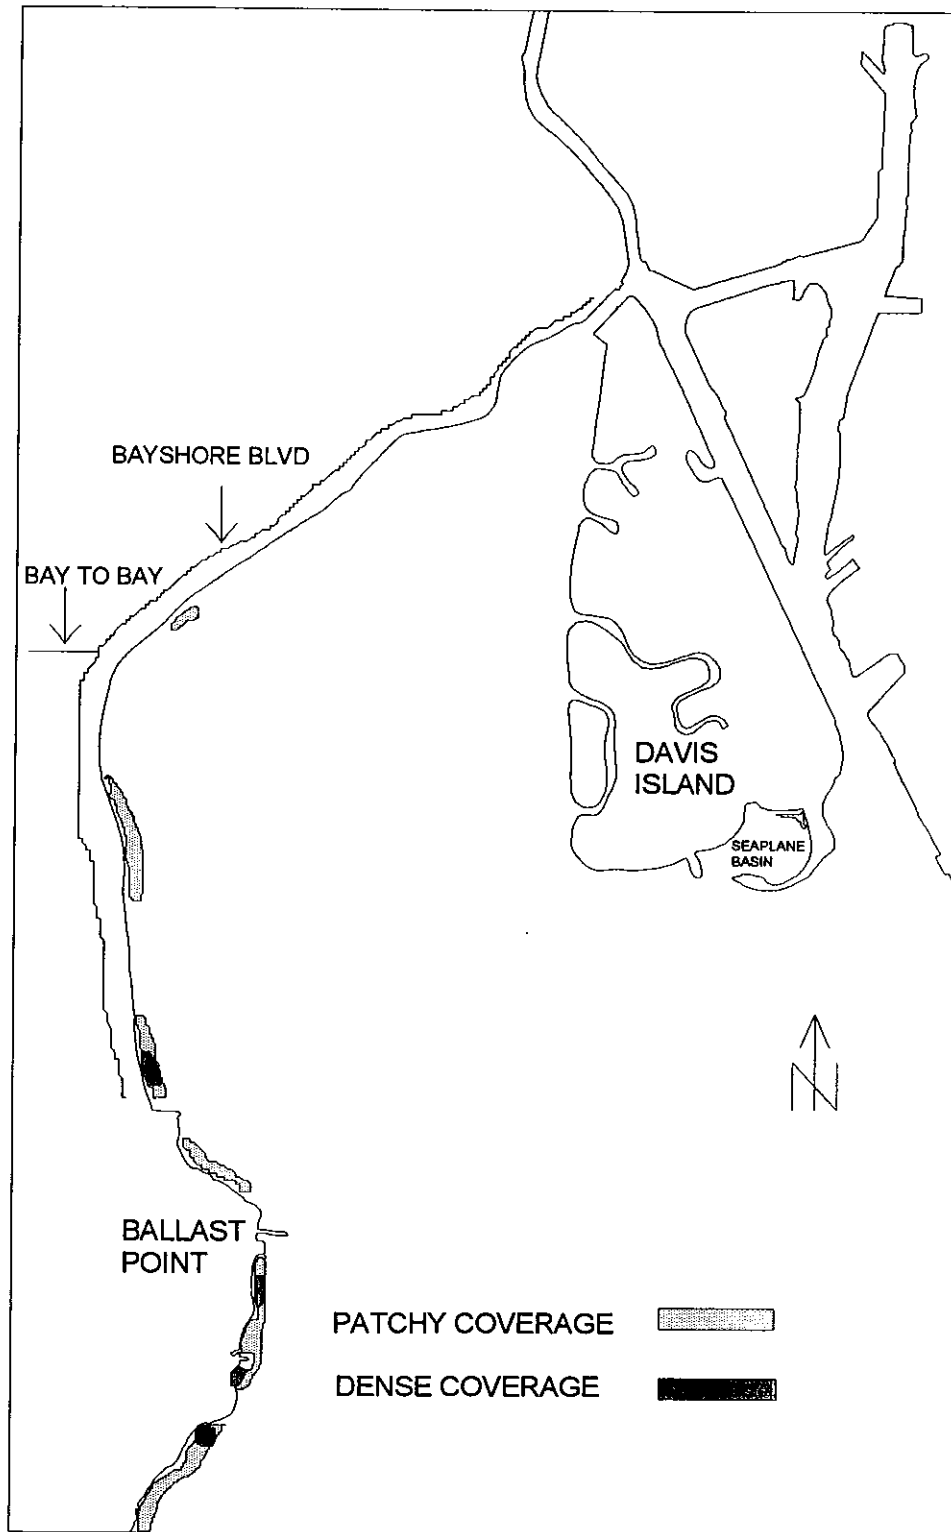 BAYSHORE BLVD
BAY TO BAY
DAVIS
ISLAND
SEAPLANE
BASIN
N
BALLAST
POINT
PATCHY COVERAGE
DENSE COVERAGE